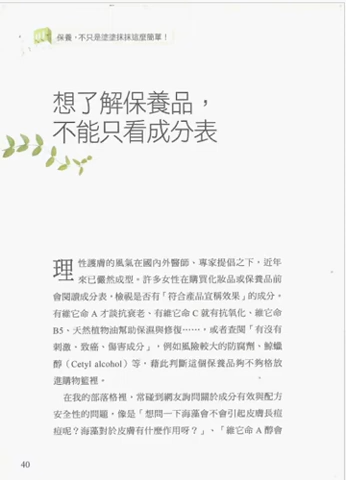 保養，不只是塗塗抹抹這麼簡單！
想了解保養品，
不能只看成分表
理性護膚的風氣在國內外醫師、專家提倡之下，近年
來已儼然成型。許多女性在購買化妝品或保養品前
會閱讀成分表，檢視是否有「符合產品宣稱效果」的成分。
有維它命 A 才談抗衰老、有維它命 C 就有抗氧化、維它命
B5、天然植物油幫助保濕與修復……，或者查閱「有沒有
刺激、致癌、傷害成分」，例如風險較大的防腐劑、鯨蠟
醇（Cetyl alcohol）等，藉此判斷這個保養品夠不夠格放
進購物籃裡。
在我的部落格裡，常碰到網友詢問關於成分有效與配方
安全性的問題，像是「想問一下海藻會不會引起皮膚長痘
痘呢？海藻對於皮膚有什麼作用呀？」、「維它命 A 醇會
40